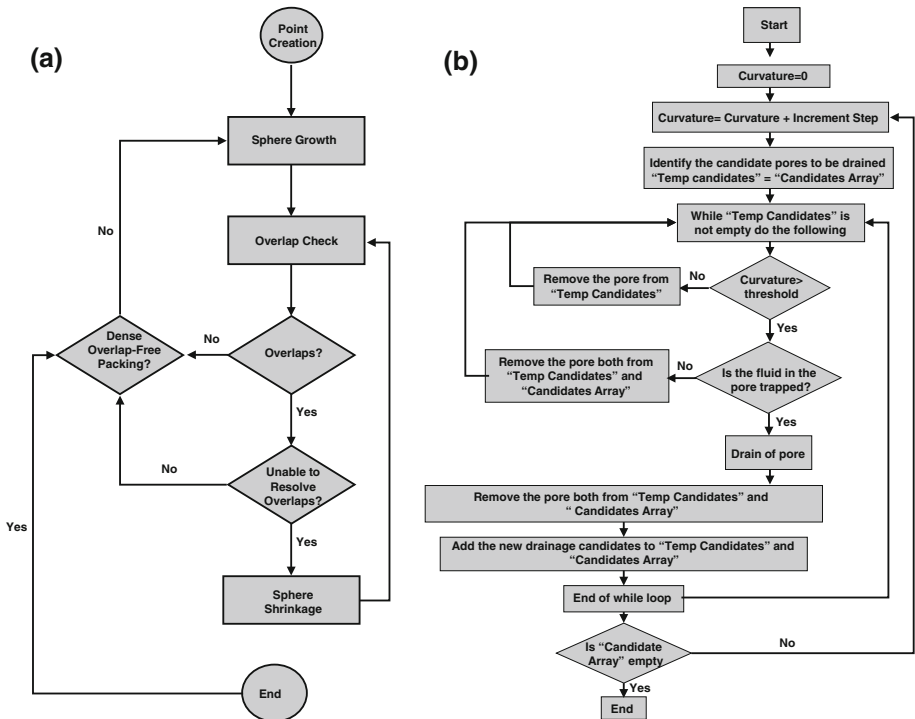 (a)
Point
Creation
Sphere Growth
No
Overlap Check
Dense
Overlap-Free
Packing?
No
Overlaps?
Yes
No
Unable to
Resolve
Overlaps?
Yes
Yes
Sphere
Shrinkage
End
(b)
Start
Curvature=0
Curvature= Curvature + Increment Step
Identify the candidate pores to be drained
“Temp candidates” = “Candidates Array”
While “Temp Candidates” is
not empty do the following
Remove the pore from
“Temp Candidates”
No
Curvature>
threshold
Yes
Remove the pore both from
“Temp Candidates” and
“Candidates Array”
No
Is the fluid in the
pore trapped?
Yes
Drain of pore
Remove the pore both from “Temp Candidates” and
“ Candidates Array”
Add the new drainage candidates to “Temp Candidates” and
“Candidates Array”
End of while loop
Is “Candidate
Array” empty
No
Yes
End